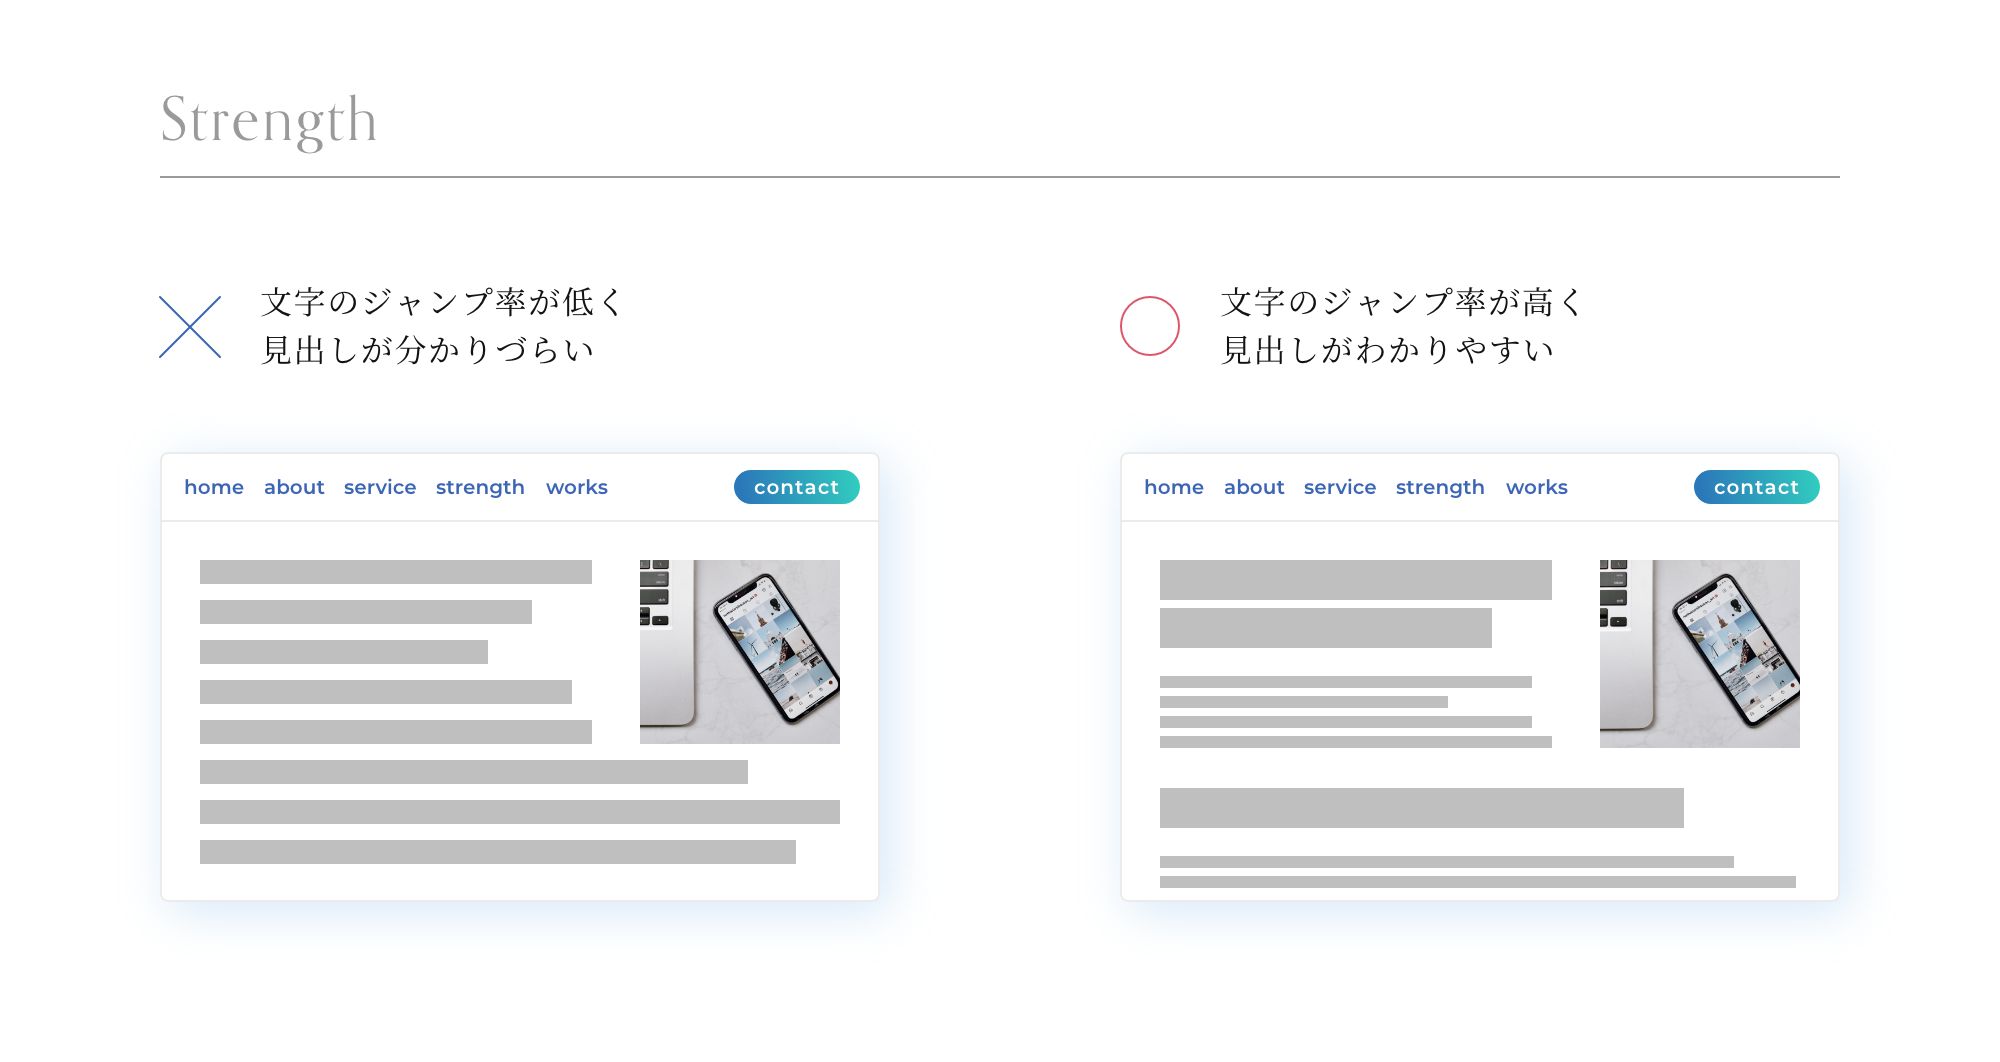 Strength
文字のジャンプ率が低く
見出しが分かりづらい
文字のジャンプ率が高く
見出しがわかりやすい
home about service strength works contact
home about service strength works contact